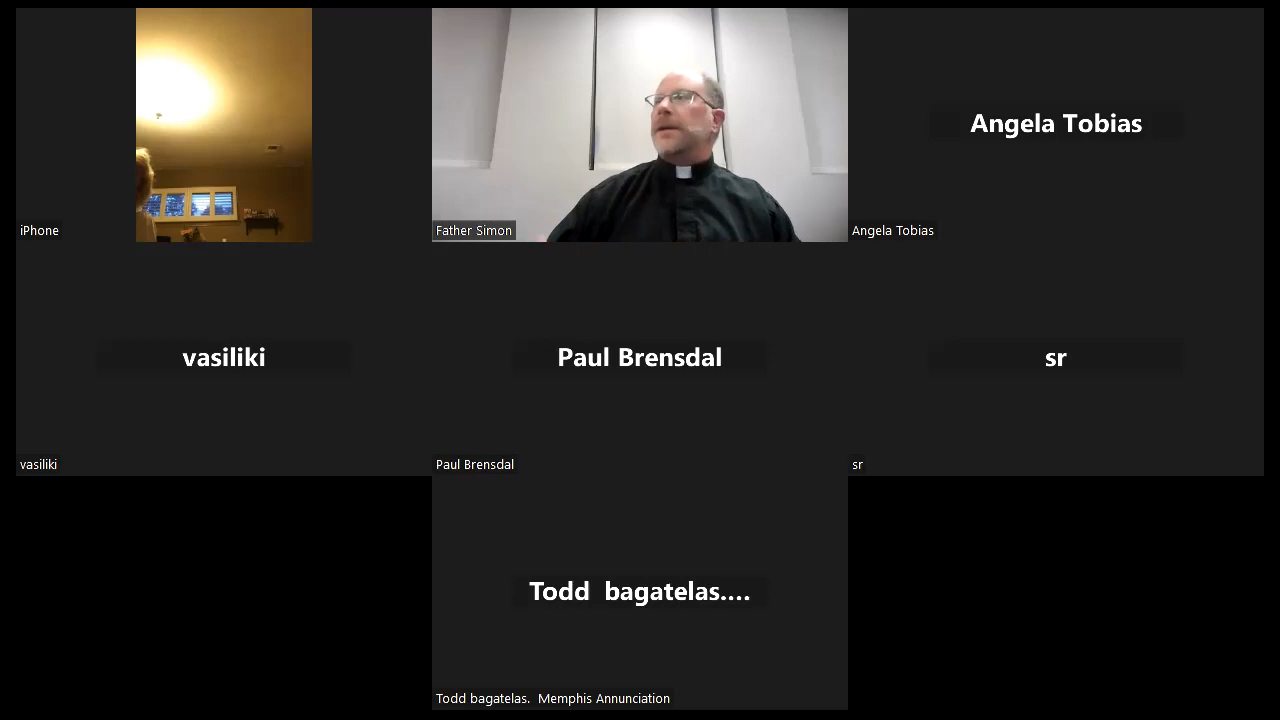 iPhone
Father Simon
Angela Tobias
Angela Tobias
vasiliki
vasiliki
Paul Brensdal
Paul Brensdal
sr
sr
Todd  bagatelas....
Todd bagatelas.  Memphis Annunciation